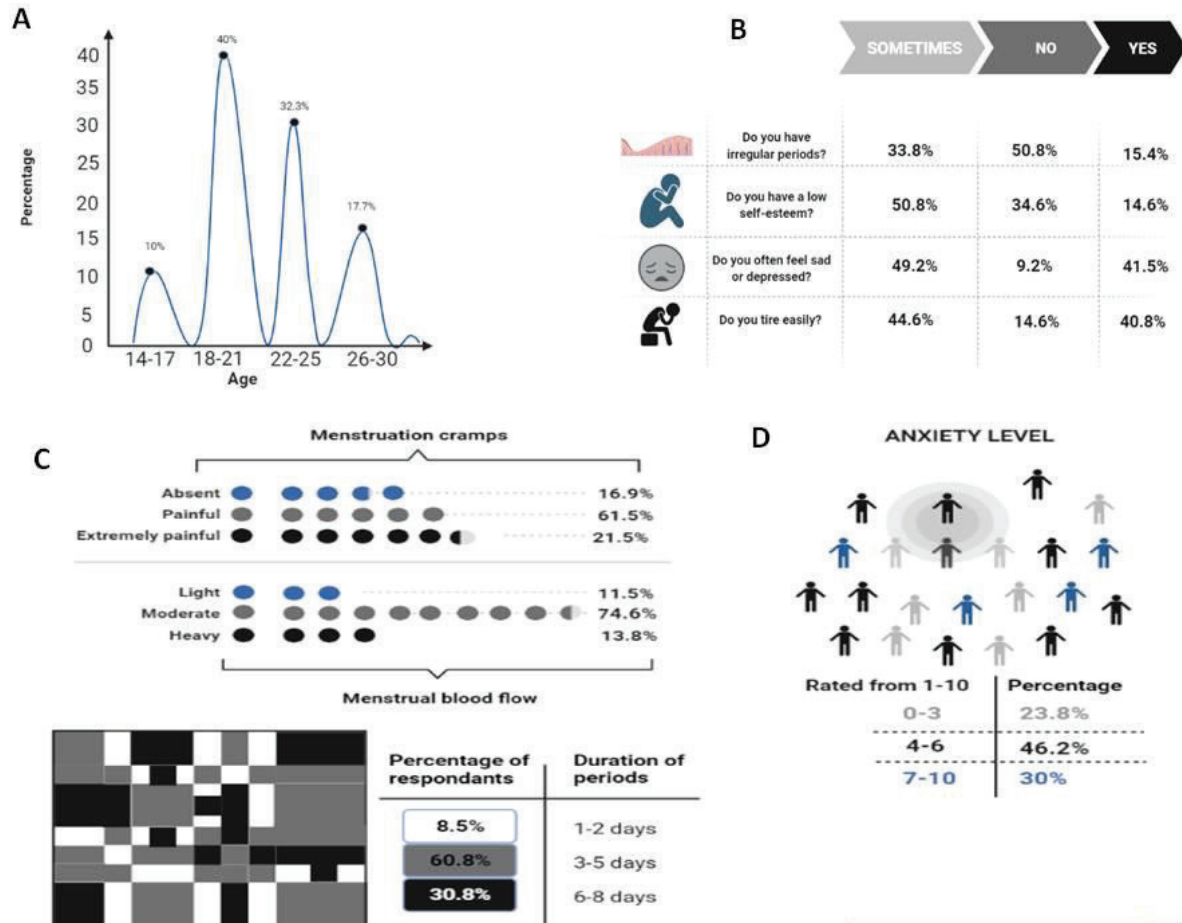 A
Percentage
40
35
30
25
20
15
10
5
0
10%
40%
32.3%
17.7%
14-17 18-21 22-25 26-30
Age
B
SOMETIMES NO YES
Do you have
irregular periods?
33.8% 50.8% 15.4%
Do you have a low
self-esteem?
50.8% 34.6% 14.6%
Do you often feel sad
or depressed?
49.2% 9.2% 41.5%
Do you tire easily?
44.6% 14.6% 40.8%
C
Menstruation cramps
Absent 16.9%
Painful 61.5%
Extremely painful 21.5%
Light 11.5%
Moderate 74.6%
Heavy 13.8%
Menstrual blood flow
Percentage of
respondants
Duration of
periods
8.5% 1-2 days
60.8% 3-5 days
30.8% 6-8 days
D
ANXIETY LEVEL
Rated from 1-10 Percentage
0-3 23.8%
4-6 46.2%
7-10 30%